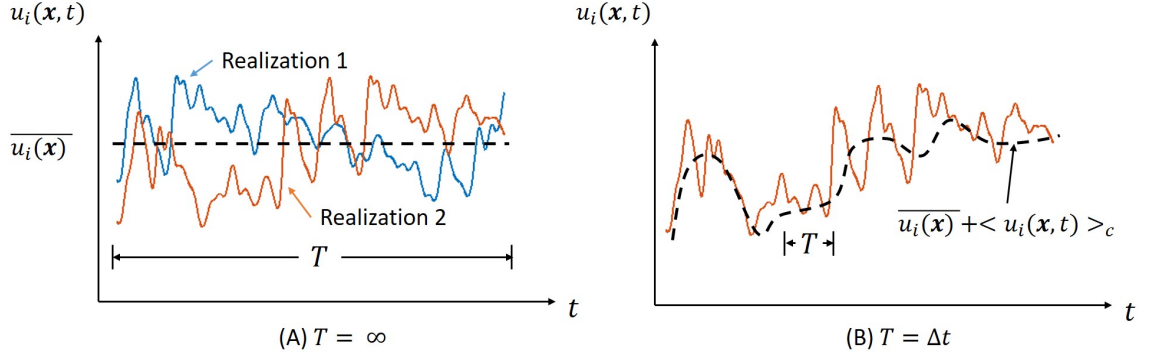 u_i(x, t)
Realization 1
\overline{u_i(x)}
Realization 2
T
t
(A) T = ∞
u_i(x, t)
\overline{u_i(x)} + < u_i(x, t) >_c
T
t
(B) T = Δt